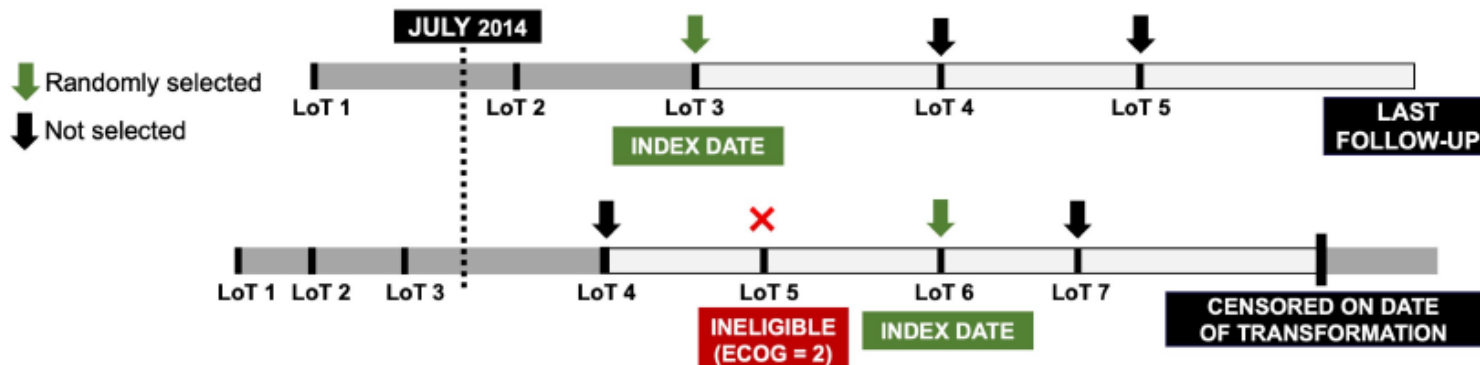 JULY 2014
Randomly selected
Not selected
LoT 1 LoT 2 LoT 3 LoT 4 LoT 5
INDEX DATE
LAST
FOLLOW-UP
LoT 1 LoT 2 LoT 3 LoT 4 LoT 5 LoT 6 LoT 7
INELIGIBLE
(ECOG = 2)
INDEX DATE
CENSORED ON DATE
OF TRANSFORMATION